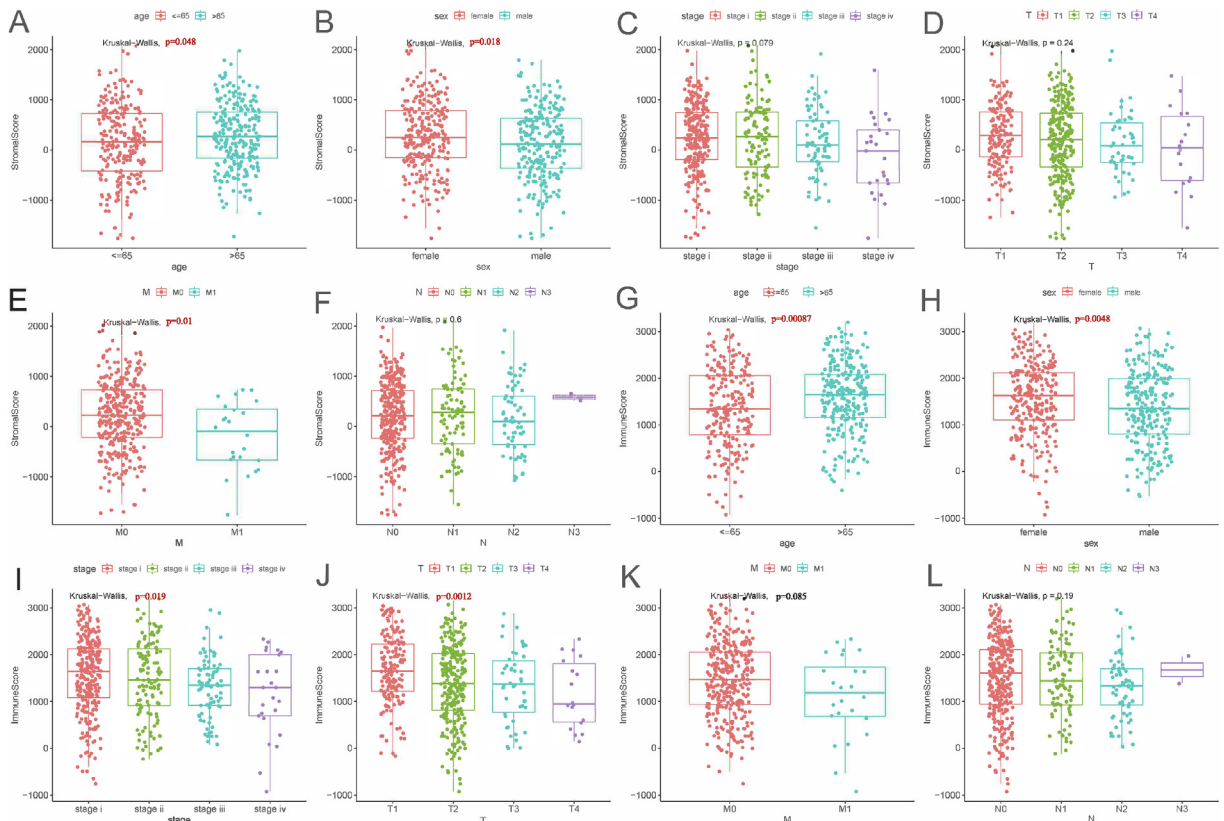 A
age <=65 >65
Kruskal-Wallis, p=0.048
StromalScore
2000
1000
0
−1000
<=65 >65
age
B
sex female male
Kruskal-Wallis, p=0.018
StromalScore
2000
1000
0
−1000
female male
sex
C
stage stage i stage ii stage iii stage iv
Kruskal-Wallis, p = 0.079
StromalScore
2000
1000
0
−1000
stage i stage ii stage iii stage iv
stage
D
T T1 T2 T3 T4
Kruskal-Wallis, p = 0.24
StromalScore
2000
1000
0
−1000
T1 T2 T3 T4
T
E
M M0 M1
Kruskal-Wallis, p=0.01
StromalScore
2000
1000
0
−1000
M0 M1
M
F
N N0 N1 N2 N3
Kruskal-Wallis, p = 0.6
StromalScore
2000
1000
0
−1000
N0 N1 N2 N3
N
G
age <=65 >65
Kruskal-Wallis, p=0.00087
ImmuneScore
3000
2000
1000
0
−1000
<=65 >65
age
H
sex female male
Kruskal-Wallis, p=0.0048
ImmuneScore
3000
2000
1000
0
−1000
female male
sex
I
stage stage i stage ii stage iii stage iv
Kruskal-Wallis, p=0.019
ImmuneScore
3000
2000
1000
0
−1000
stage i stage ii stage iii stage iv
stage
J
T T1 T2 T3 T4
Kruskal-Wallis, p=0.0012
ImmuneScore
3000
2000
1000
0
−1000
T1 T2 T3 T4
T
K
M M0 M1
Kruskal-Wallis, p=0.085
ImmuneScore
3000
2000
1000
0
−1000
M0 M1
M
L
N N0 N1 N2 N3
Kruskal-Wallis, p = 0.19
ImmuneScore
3000
2000
1000
0
−1000
N0 N1 N2 N3
N